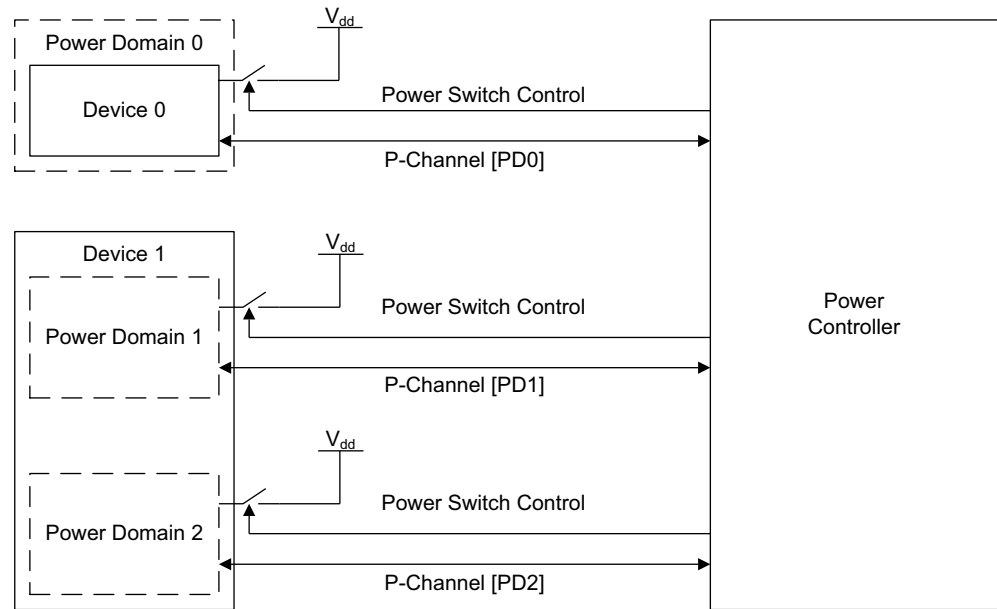 V_dd
Power Domain 0
Device 0
Power Switch Control
P-Channel [PD0]
Device 1
V_dd
Power Domain 1
Power Switch Control
P-Channel [PD1]
Power
Controller
V_dd
Power Domain 2
Power Switch Control
P-Channel [PD2]